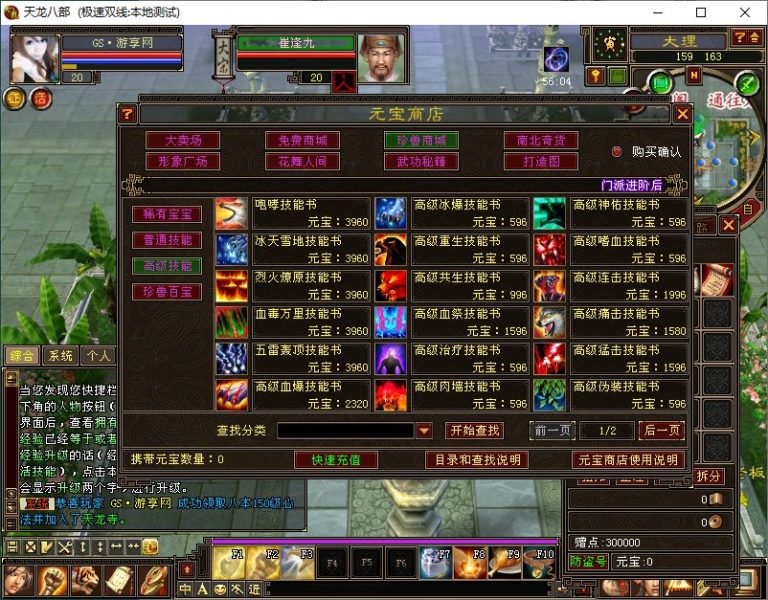 天龙八部 (极速双线:本地测试)
GS·游享网
20
大宗
崔逢九
20
56:04
大理
159 163
N
征
活
自
元宝商店
大卖场
免费商城
珍兽商城
南北奇货
形象广场
花舞人间
武功秘籍
打造图
购买确认
门派进阶后
稀有宝宝
普通技能
高级技能
珍兽百宝
咆哮技能书
元宝：3960
高级冰爆技能书
元宝：596
高级神佑技能书
元宝：596
冰天雪地技能书
元宝：3960
高级重生技能书
元宝：596
高级嗜血技能书
元宝：596
烈火燎原技能书
元宝：3960
高级共生技能书
元宝：996
高级连击技能书
元宝：1996
血毒万里技能书
元宝：3960
高级血祭技能书
元宝：1596
高级痛击技能书
元宝：1580
五雷轰顶技能书
元宝：3960
高级治疗技能书
元宝：596
高级猛击技能书
元宝：1596
高级血爆技能书
元宝：2320
高级肉墙技能书
元宝：596
高级伪装技能书
元宝：596
查找分类
开始查找
前一页
1/2
后一页
携带元宝数量：0
快速充值
目录和查找说明
元宝商店使用说明
综合
系统
个人
当您发现您快捷栏
下角的人物按钮（
界面后，查看拥有
经验已经等于或者
经验升级的话（经
活技能），点击本
会显示升级两个字，进行升级。
恭喜玩家 GS·游享网 成功领取八本150级心
法并加入了天龙寺。
拆分
0
0
赠点:300000
防盗号
元宝:0
F1
F2
F3
F4
F5
F6
F7
F8
F9
F10
中
A
近